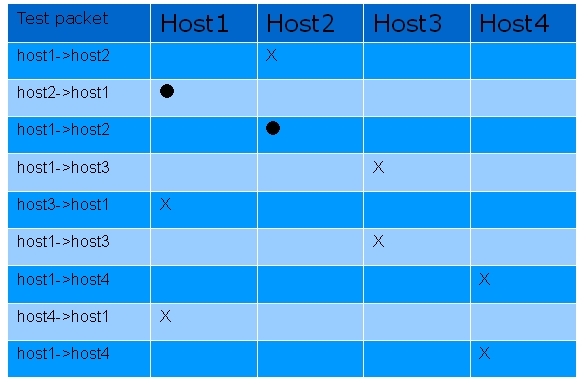 Test packet Host1 Host2 Host3 Host4
host1->host2 X
host2->host1 ●
host1->host2 ●
host1->host3 X
host3->host1 X
host1->host3 X
host1->host4 X
host4->host1 X
host1->host4 X